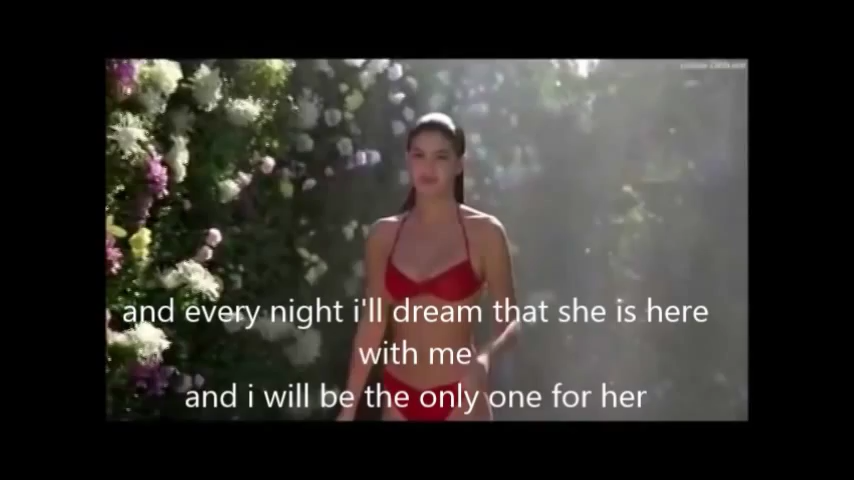 and every night i'll dream that she is here
with me
and i will be the only one for her